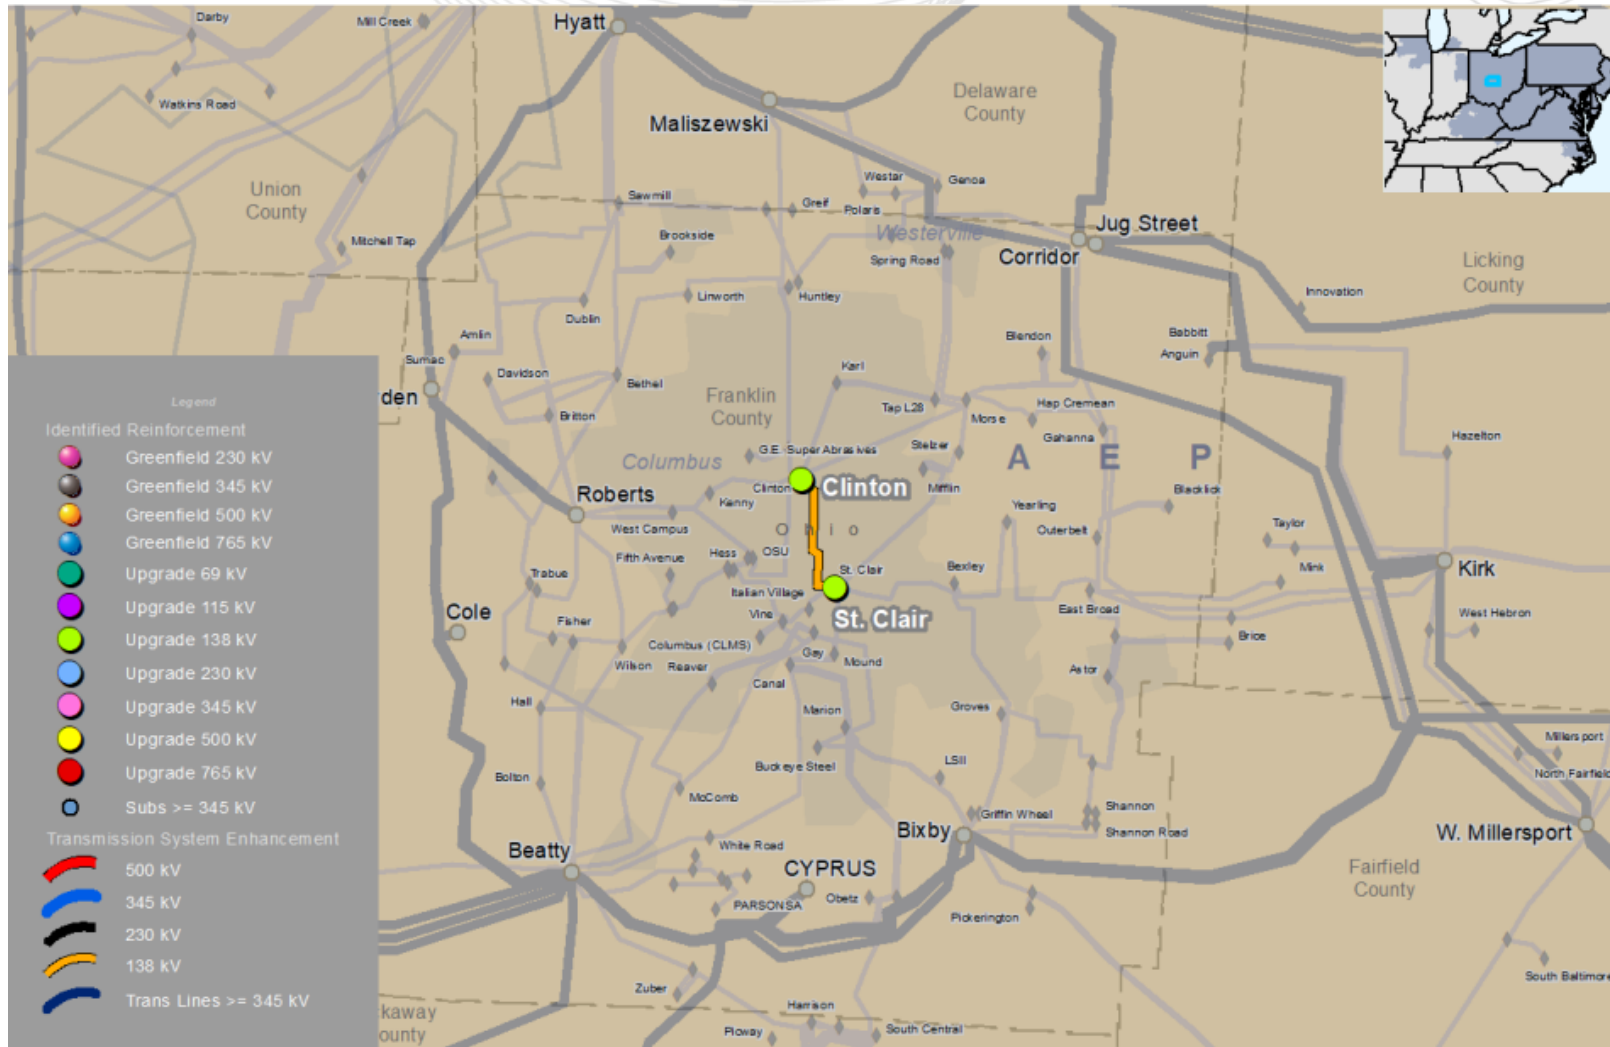 Darby
Mill Creek
Hyatt
Watkins Road
Maliszewski
Delaware
County
Union
County
Sawmill
Greif
Westar
Polaris
Genoa
Mitchell Tap
Brookside
Westerville
Spring Road
Jug Street
Corridor
Licking
County
Linworth
Huntley
Innovation
Dublin
Amlin
Sumac
Blendon
Babbitt
Anguin
Davidson
Bethel
Karl
rden
Franklin
County
Britton
Tap L28
Morse
Hap Cremean
Gahanna
Stelzer
Hazelton
G.E. Super Abrasives
Columbus
A E P
Clinton
Clinton
Mifflin
Blacklick
Roberts
Kenny
Yearling
West Campus
Ohio
Outerbelt
Taylor
Fifth Avenue
Hess
OSU
St. Clair
Bexley
Kirk
Trabue
Mink
Italian Village
St. Clair
East Broad
West Hebron
Cole
Vine
Fisher
Columbus (CLMS)
Brice
Wilson
Reaver
Gay
Mound
Astor
Canal
Hall
Marion
Groves
Millersport
Buckeye Steel
LSII
North Fairfield
Bolton
McComb
Griffin Wheel
Shannon
Bixby
Shannon Road
W. Millersport
White Road
Beatty
CYPRUS
Fairfield
County
PARSONSA
Obetz
Pickerington
South Baltimore
Zuber
Harrison
ckaway
ounty
Ploway
South Central
Legend
Identified Reinforcement
Greenfield 230 kV
Greenfield 345 kV
Greenfield 500 kV
Greenfield 765 kV
Upgrade 69 kV
Upgrade 115 kV
Upgrade 138 kV
Upgrade 230 kV
Upgrade 345 kV
Upgrade 500 kV
Upgrade 765 kV
Subs >= 345 kV
Transmission System Enhancement
500 kV
345 kV
230 kV
138 kV
Trans Lines >= 345 kV